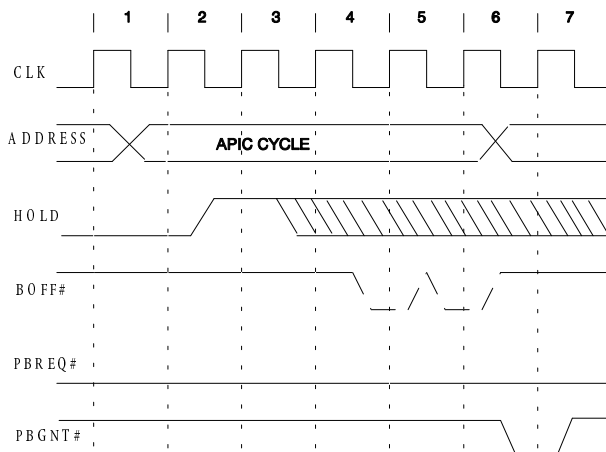 1 2 3 4 5 6 7
CLK
ADDRESS
APIC CYCLE
HOLD
BOFF#
PBREQ#
PBGNT#